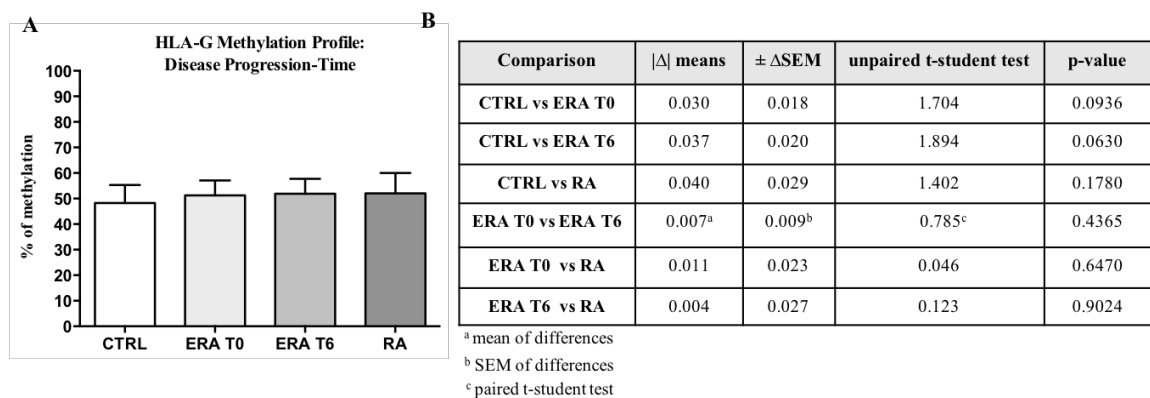 A
HLA-G Methylation Profile:
Disease Progression-Time
% of methylation
100
90
80
70
60
50
40
30
20
10
0
CTRL ERA T0 ERA T6 RA
B
Comparison |Δ| means ± ΔSEM unpaired t-student test p-value
CTRL vs ERA T0 0.030 0.018 1.704 0.0936
CTRL vs ERA T6 0.037 0.020 1.894 0.0630
CTRL vs RA 0.040 0.029 1.402 0.1780
ERA T0 vs ERA T6 0.007ᵃ 0.009ᵇ 0.785ᶜ 0.4365
ERA T0 vs RA 0.011 0.023 0.046 0.6470
ERA T6 vs RA 0.004 0.027 0.123 0.9024
ᵃ mean of differences
ᵇ SEM of differences
ᶜ paired t-student test